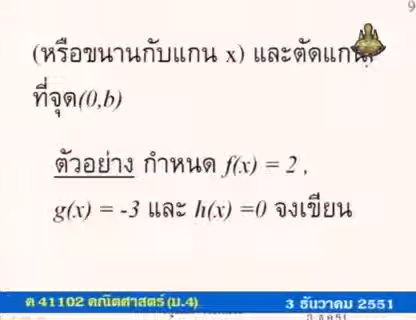 9
(หรือขนานกับแกน x) และตัดแกน
ที่จุด(0,b)
ตัวอย่าง กำหนด f(x) = 2 ,
g(x) = -3 และ h(x) =0 จงเขียน
ค 41102 คณิตศาสตร์ (ม.4) 3 ธันวาคม 2551